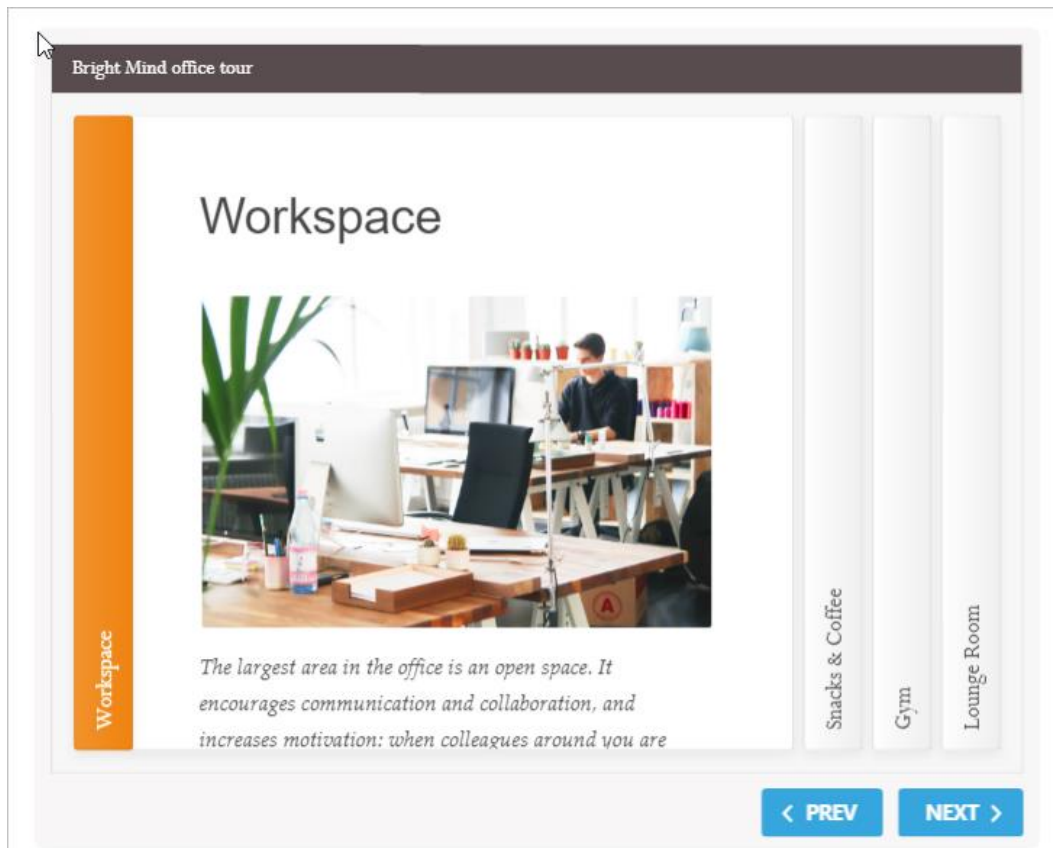 Bright Mind office tour
Workspace
Workspace
A
The largest area in the office is an open space. It
encourages communication and collaboration, and
increases motivation: when colleagues around you are
Snacks & Coffee
Gym
Lounge Room
PREV
NEXT